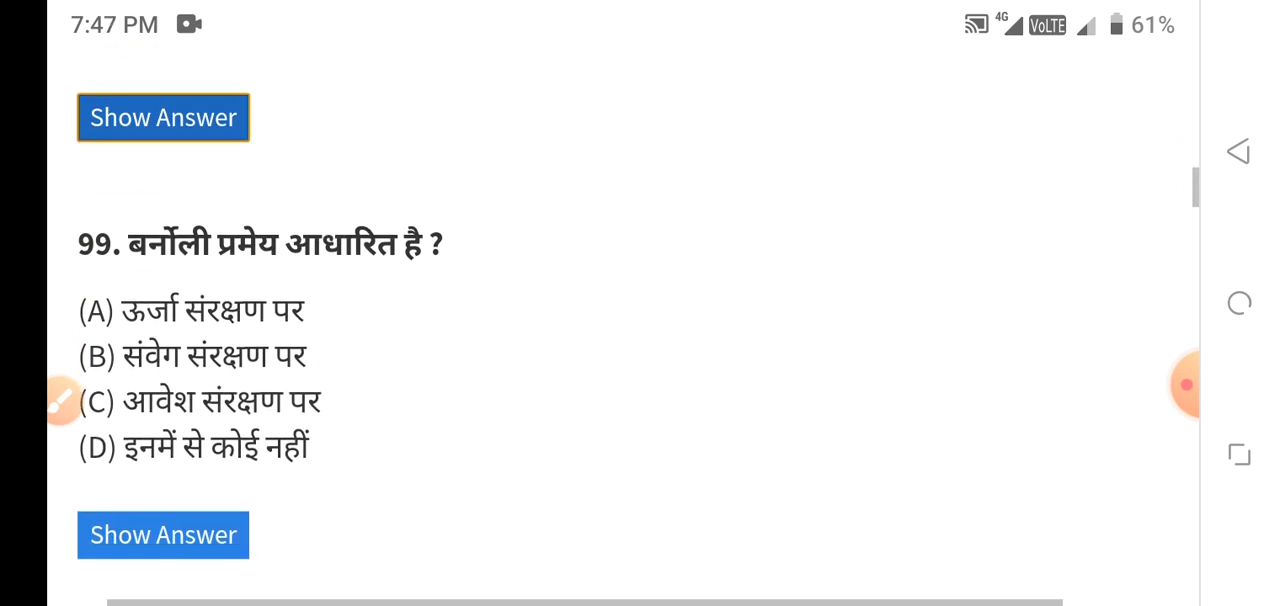 7:47 PM 4G VoLTE 61%
Show Answer
99. बर्नोली प्रमेय आधारित है ?
(A) ऊर्जा संरक्षण पर
(B) संवेग संरक्षण पर
(C) आवेश संरक्षण पर
(D) इनमें से कोई नहीं
Show Answer